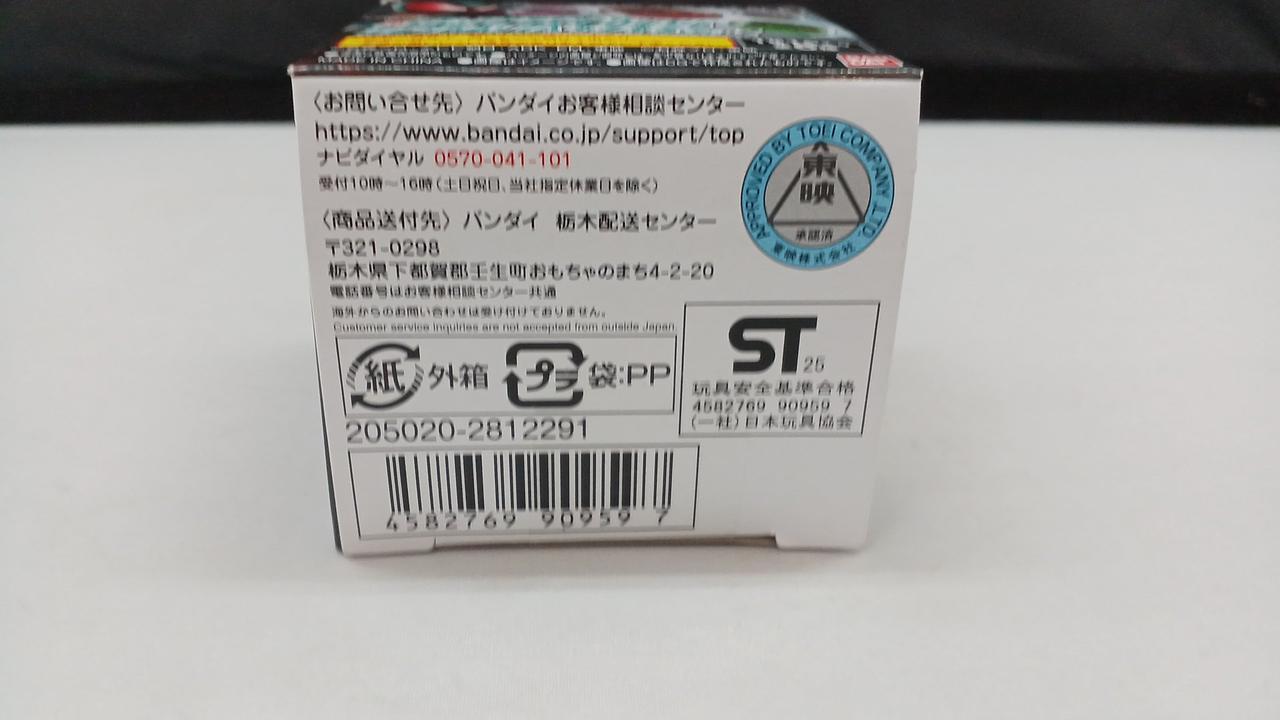 MADE IN CHINA
〈お問い合せ先〉バンダイお客様相談センター
https://www.bandai.co.jp/support/top
ナビダイヤル 0570-041-101
受付10時～16時(土日祝日、当社指定休業日を除く)
〈商品送付先〉バンダイ 栃木配送センター
〒321-0298
栃木県下都賀郡壬生町おもちゃのまち4-2-20
電話番号はお客様相談センター共通
海外からのお問い合わせは受け付けておりません。
Customer service inquiries are not accepted from outside Japan.
APPROVED BY TOEI COMPANY, LTD.
東映
承認済
東映株式会社
紙 外箱 プラ 袋:PP
ST 25
玩具安全基準合格
4582769 90959 7
(一社)日本玩具協会
205020-2812291
4582769 90959 7